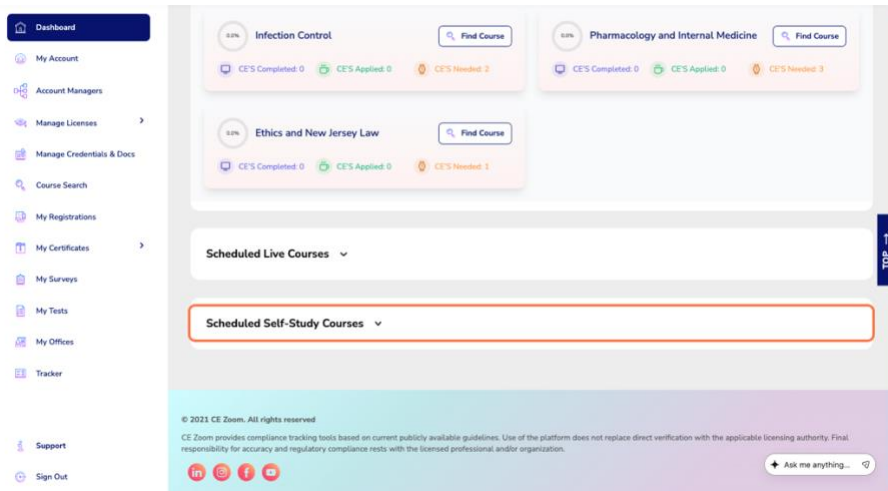 Dashboard
My Account
Account Managers
Manage Licenses
Manage Credentials & Docs
Course Search
My Registrations
My Certificates
My Surveys
My Tests
My Offices
Tracker
Support
Sign Out
0.0% Infection Control Find Course
CE'S Completed: 0 CE'S Applied: 0 CE'S Needed: 2
0.0% Pharmacology and Internal Medicine Find Course
CE'S Completed: 0 CE'S Applied: 0 CE'S Needed: 3
0.0% Ethics and New Jersey Law Find Course
CE'S Completed: 0 CE'S Applied: 0 CE'S Needed: 1
Scheduled Live Courses
Scheduled Self-Study Courses
TOP
© 2021 CE Zoom. All rights reserved
CE Zoom provides compliance tracking tools based on current publicly available guidelines. Use of the platform does not replace direct verification with the applicable licensing authority. Final
responsibility for accuracy and regulatory compliance rests with the licensed professional and/or organization.
Ask me anything...